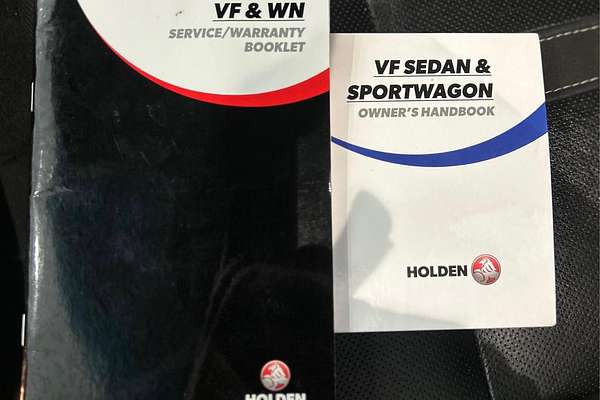 VF & WN
SERVICE/WARRANTY
BOOKLET
HOLDEN
VF SEDAN &
SPORTWAGON
OWNER'S HANDBOOK
HOLDEN